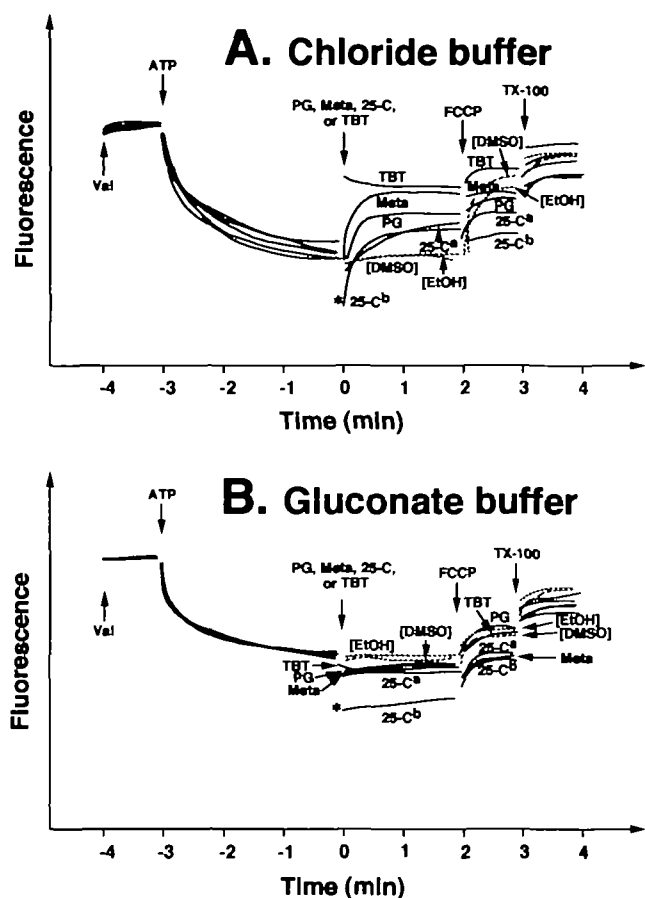 A. Chloride buffer
ATP
PG, Meta, 25-C,
or TBT
FCCP
TX-100
[DMSO]
TBT
TBT
Val
Meta
Meta
[EtOH]
PG
PG
25-Cᵃ
25-Cᵃ
25-Cᵇ
[DMSO]
[EtOH]
* 25-Cᵇ
Fluorescence
-4 -3 -2 -1 0 1 2 3 4
Time (min)
B. Gluconate buffer
ATP
PG, Meta, 25-C,
or TBT
FCCP
TX-100
TBT
PG
[EtOH]
[DMSO]
Val
[EtOH]
[DMSO]
TBT
PG
Meta
25-Cᵃ
25-Cᵃ
25-Cᵇ
Meta
* 25-Cᵇ
Fluorescence
-4 -3 -2 -1 0 1 2 3 4
Time (min)